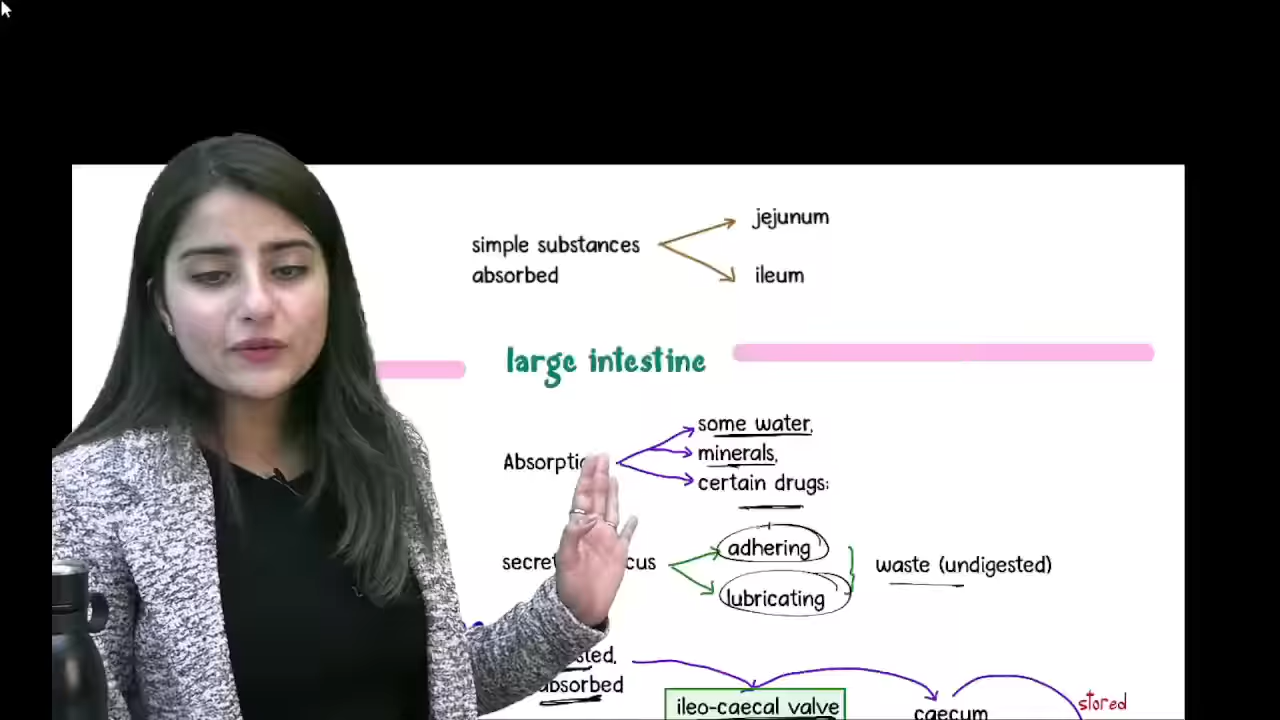 jejunum
simple substances
absorbed
ileum
large intestine
some water,
minerals,
certain drugs:
adhering
waste (undigested)
lubricating
absorbed
ileo-caecal valve
caecum
stored